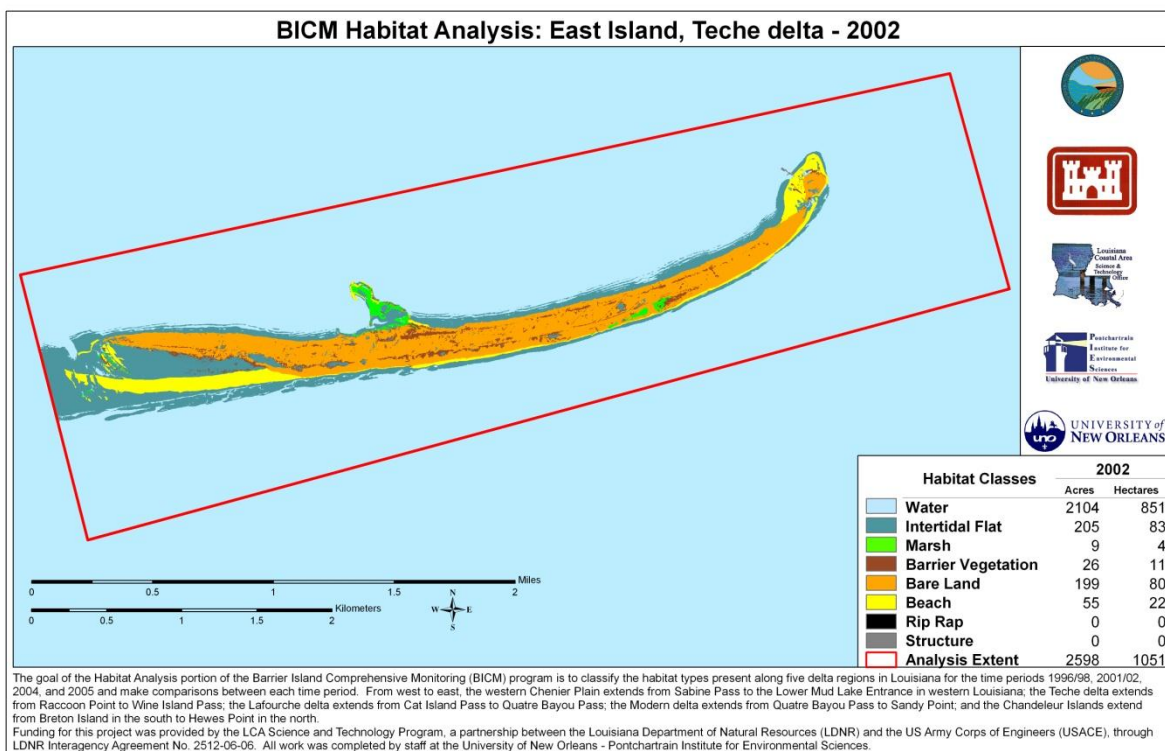 BICM Habitat Analysis: East Island, Teche delta - 2002
Louisiana
Coastal Area
Science &
Technology
Office
Pontchartrain
Institute for
Environmental
Sciences
University of New Orleans
uno
UNIVERSITY of
NEW ORLEANS
Miles
0 0.5 1 1.5 2
Kilometers
0 0.5 1 1.5 2
N
W E
S
Habitat Classes 2002
Acres Hectares
Water 2104 851
Intertidal Flat 205 83
Marsh 9 4
Barrier Vegetation 26 11
Bare Land 199 80
Beach 55 22
Rip Rap 0 0
Structure 0 0
Analysis Extent 2598 1051
The goal of the Habitat Analysis portion of the Barrier Island Comprehensive Monitoring (BICM) program is to classify the habitat types present along five delta regions in Louisiana for the time periods 1996/98, 2001/02,
2004, and 2005 and make comparisons between each time period. From west to east, the western Chenier Plain extends from Sabine Pass to the Lower Mud Lake Entrance in western Louisiana; the Teche delta extends
from Raccoon Point to Wine Island Pass; the Lafourche delta extends from Cat Island Pass to Quatre Bayou Pass; the Modern delta extends from Quatre Bayou Pass to Sandy Point; and the Chandeleur Islands extend
from Breton Island in the south to Hewes Point in the north.
Funding for this project was provided by the LCA Science and Technology Program, a partnership between the Louisiana Department of Natural Resources (LDNR) and the US Army Corps of Engineers (USACE), through
LDNR Interagency Agreement No. 2512-06-06. All work was completed by staff at the University of New Orleans - Pontchartrain Institute for Environmental Sciences.